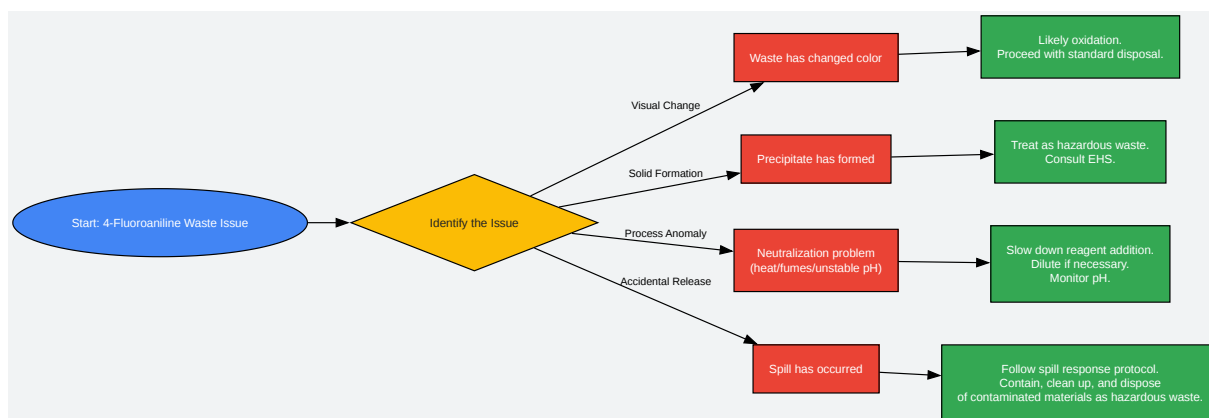 Start: 4-Fluoroaniline Waste Issue
Identify the Issue
Visual Change
Waste has changed color
Likely oxidation.
Proceed with standard disposal.
Solid Formation
Precipitate has formed
Treat as hazardous waste.
Consult EHS.
Process Anomaly
Neutralization problem
(heat/fumes/unstable pH)
Slow down reagent addition.
Dilute if necessary.
Monitor pH.
Accidental Release
Spill has occurred
Follow spill response protocol.
Contain, clean up, and dispose
of contaminated materials as hazardous waste.